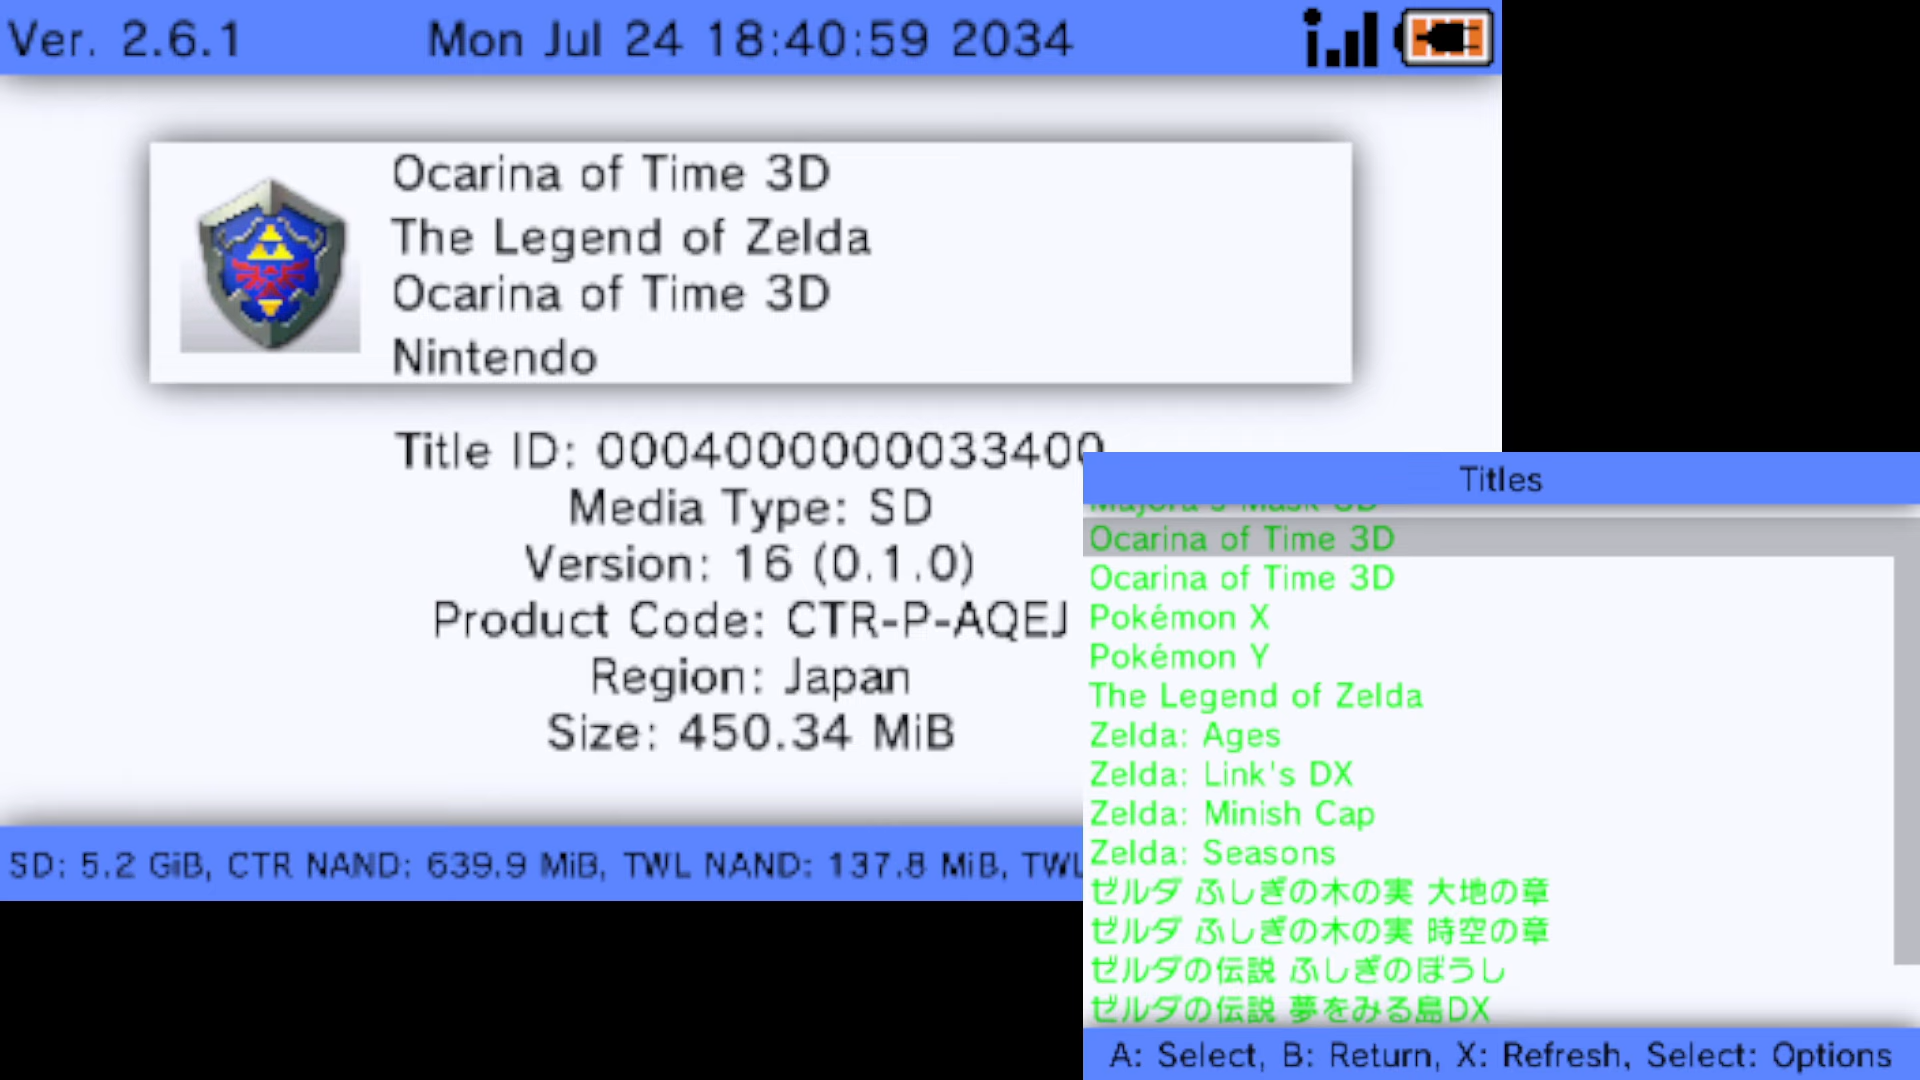 Ver. 2.6.1
Mon Jul 24 18:40:59 2034
Ocarina of Time 3D
The Legend of Zelda
Ocarina of Time 3D
Nintendo
Title ID: 0004000000033400
Media Type: SD
Version: 16 (0.1.0)
Product Code: CTR-P-AQEJ
Region: Japan
Size: 450.34 MiB
SD: 5.2 GiB, CTR NAND: 639.9 MiB, TWL NAND: 137.8 MiB, TWL
Titles
Majora's Mask 3D
Ocarina of Time 3D
Ocarina of Time 3D
Pokémon X
Pokémon Y
The Legend of Zelda
Zelda: Ages
Zelda: Link's DX
Zelda: Minish Cap
Zelda: Seasons
ゼルダ ふしぎの木の実 大地の章
ゼルダ ふしぎの木の実 時空の章
ゼルダの伝説 ふしぎのぼうし
ゼルダの伝説 夢をみる島DX
A: Select, B: Return, X: Refresh, Select: Options